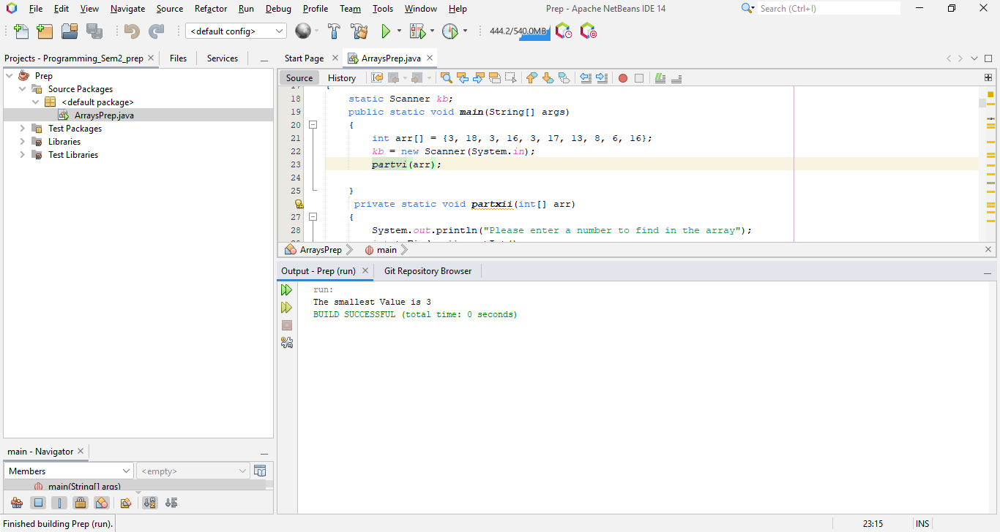 File Edit View Navigate Source Refactor Run Debug Profile Team Tools Window Help Prep - Apache NetBeans IDE 14 Search (Ctrl+I)
<default config> 444.2/540.0MB
Projects - Programming_Sem2_prep Files Services
Start Page ArraysPrep.java
Prep
Source Packages
<default package>
ArraysPrep.java
Test Packages
Libraries
Test Libraries
Source History
17 {
18 static Scanner kb;
19 public static void main(String[] args)
20 {
21 int arr[] = {3, 18, 3, 16, 3, 17, 13, 8, 6, 16};
22 kb = new Scanner(System.in);
23 partvi(arr);
24
25 }
private static void partxii(int[] arr)
27 {
28 System.out.println("Please enter a number to find in the array");
ArraysPrep main
Output - Prep (run) Git Repository Browser
run:
The smallest Value is 3
BUILD SUCCESSFUL (total time: 0 seconds)
main - Navigator
Members <empty>
main(String[] args)
Finished building Prep (run). 23:15 INS